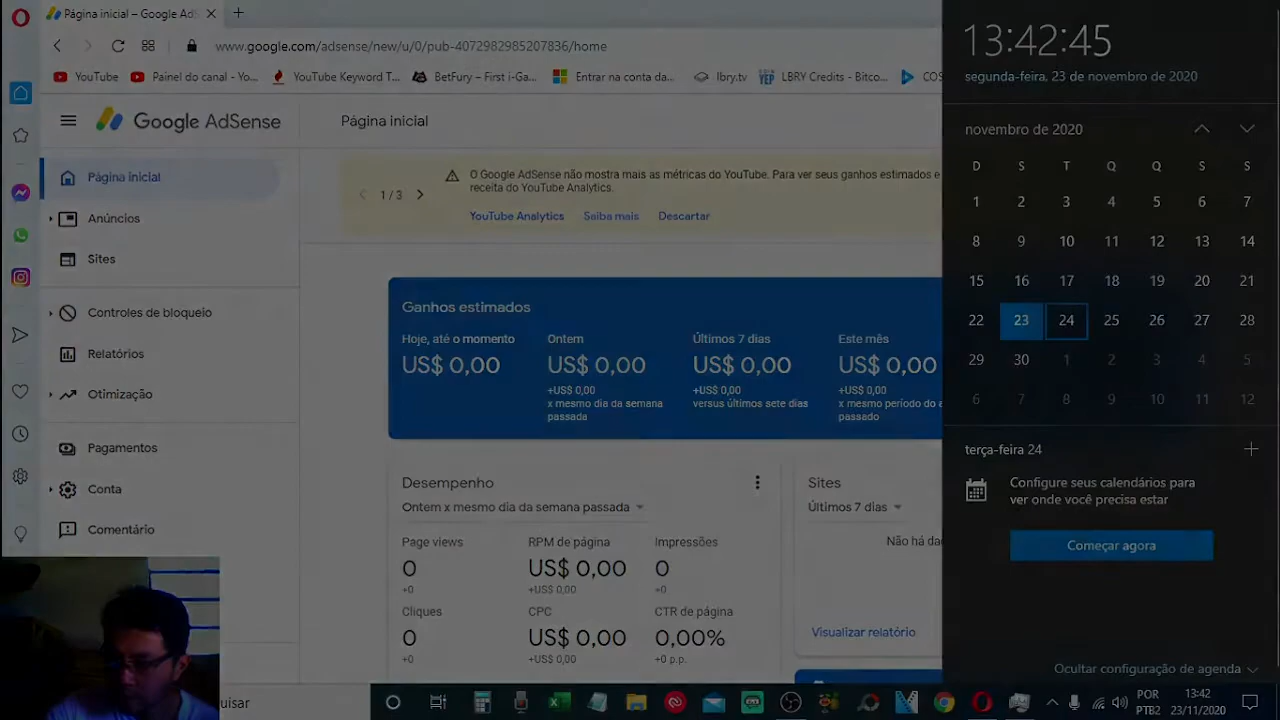 Página inicial – Google Ad
www.google.com/adsense/new/u/0/pub-4072982985207836/home
YouTube
Painel do canal - Yo...
YouTube Keyword T...
BetFury – First i-Ga...
Entrar na conta da...
lbry.tv
YEP
LBRY Credits - Bitco...
COS
Google AdSense
Página inicial
Página inicial
Anúncios
Sites
Controles de bloqueio
Relatórios
Otimização
Pagamentos
Conta
Comentário
uisar
1 / 3
O Google AdSense não mostra mais as métricas do YouTube. Para ver seus ganhos estimados e
receita do YouTube Analytics.
YouTube Analytics
Saiba mais
Descartar
Ganhos estimados
Hoje, até o momento
US$ 0,00
Ontem
US$ 0,00
+US$ 0,00
x mesmo dia da semana
passada
Últimos 7 dias
US$ 0,00
+US$ 0,00
versus últimos sete dias
Este mês
US$ 0,00
+US$ 0,00
x mesmo período do a
passado
Desempenho
Ontem x mesmo dia da semana passada
Page views
0
+0
RPM de página
US$ 0,00
+US$ 0,00
Impressões
0
+0
Cliques
0
+0
CPC
US$ 0,00
+US$ 0,00
CTR de página
0,00%
+0 p.p.
Sites
Últimos 7 dias
Não há dad
Visualizar relatório
13:42:45
segunda-feira, 23 de novembro de 2020
novembro de 2020
D S T Q Q S S
1 2 3 4 5 6 7
8 9 10 11 12 13 14
15 16 17 18 19 20 21
22 23 24 25 26 27 28
29 30 1 2 3 4 5
6 7 8 9 10 11 12
terça-feira 24
Configure seus calendários para
ver onde você precisa estar
Começar agora
Ocultar configuração de agenda
POR
PTB2
13:42
23/11/2020